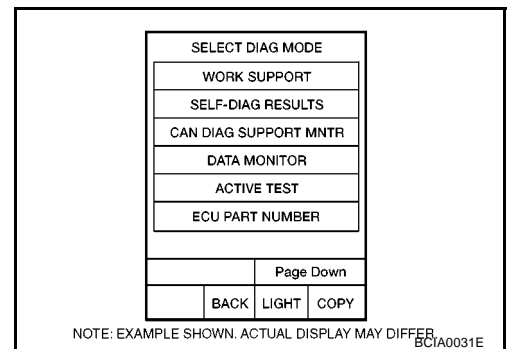 SELECT DIAG MODE
WORK SUPPORT
SELF-DIAG RESULTS
CAN DIAG SUPPORT MNTR
DATA MONITOR
ACTIVE TEST
ECU PART NUMBER
Page Down
BACK LIGHT COPY
NOTE: EXAMPLE SHOWN. ACTUAL DISPLAY MAY DIFFER.
BCIA0031E